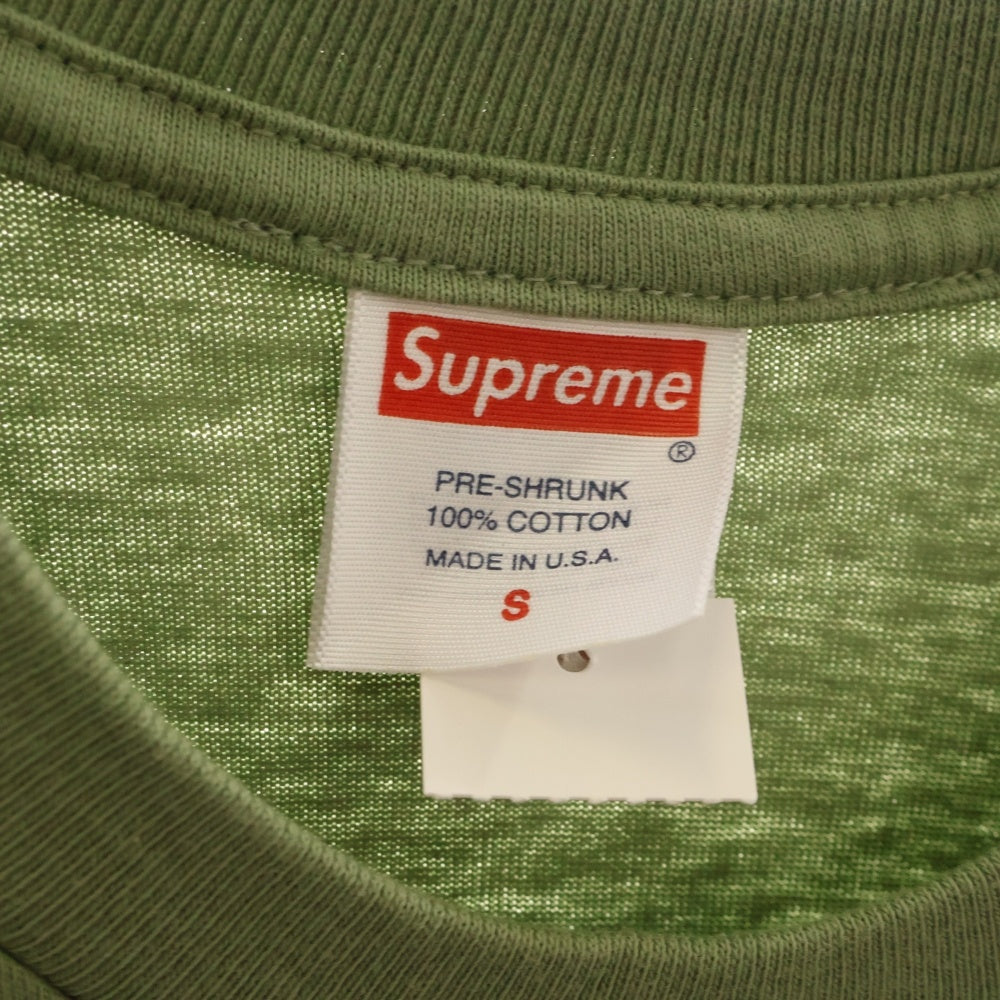 Supreme
®
PRE-SHRUNK
100% COTTON
MADE IN U.S.A.
S